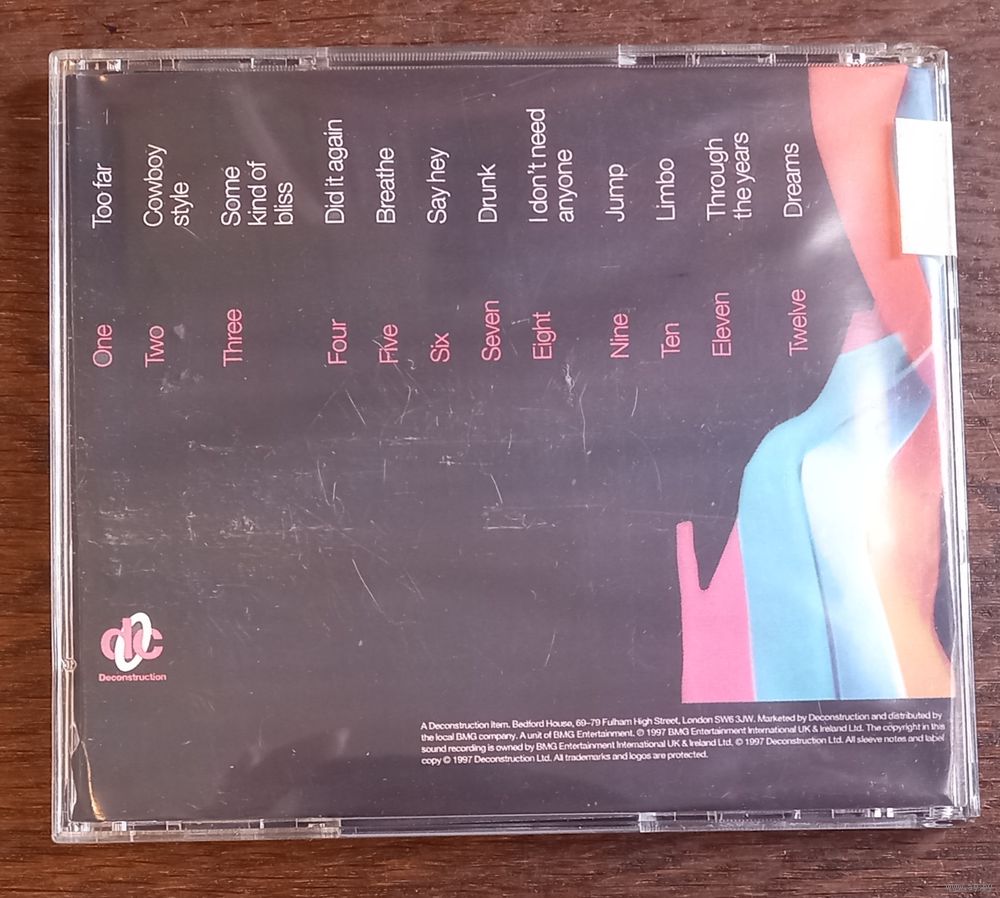 One Too far
Two Cowboy
style
Three Some
kind of
bliss
Four Did it again
Five Breathe
Six Say hey
Seven Drunk
Eight I don't need
anyone
Nine Jump
Ten Limbo
Eleven Through
the years
Twelve Dreams
dc
Deconstruction
A Deconstruction item. Bedford House, 69–79 Fulham High Street, London SW6 3JW. Marketed by Deconstruction and distributed by
the local BMG company. A unit of BMG Entertainment. ℗ 1997 BMG Entertainment International UK & Ireland Ltd. The copyright in this
sound recording is owned by BMG Entertainment International UK & Ireland Ltd. © 1997 Deconstruction Ltd. All sleeve notes and label
copy © 1997 Deconstruction Ltd. All trademarks and logos are protected.